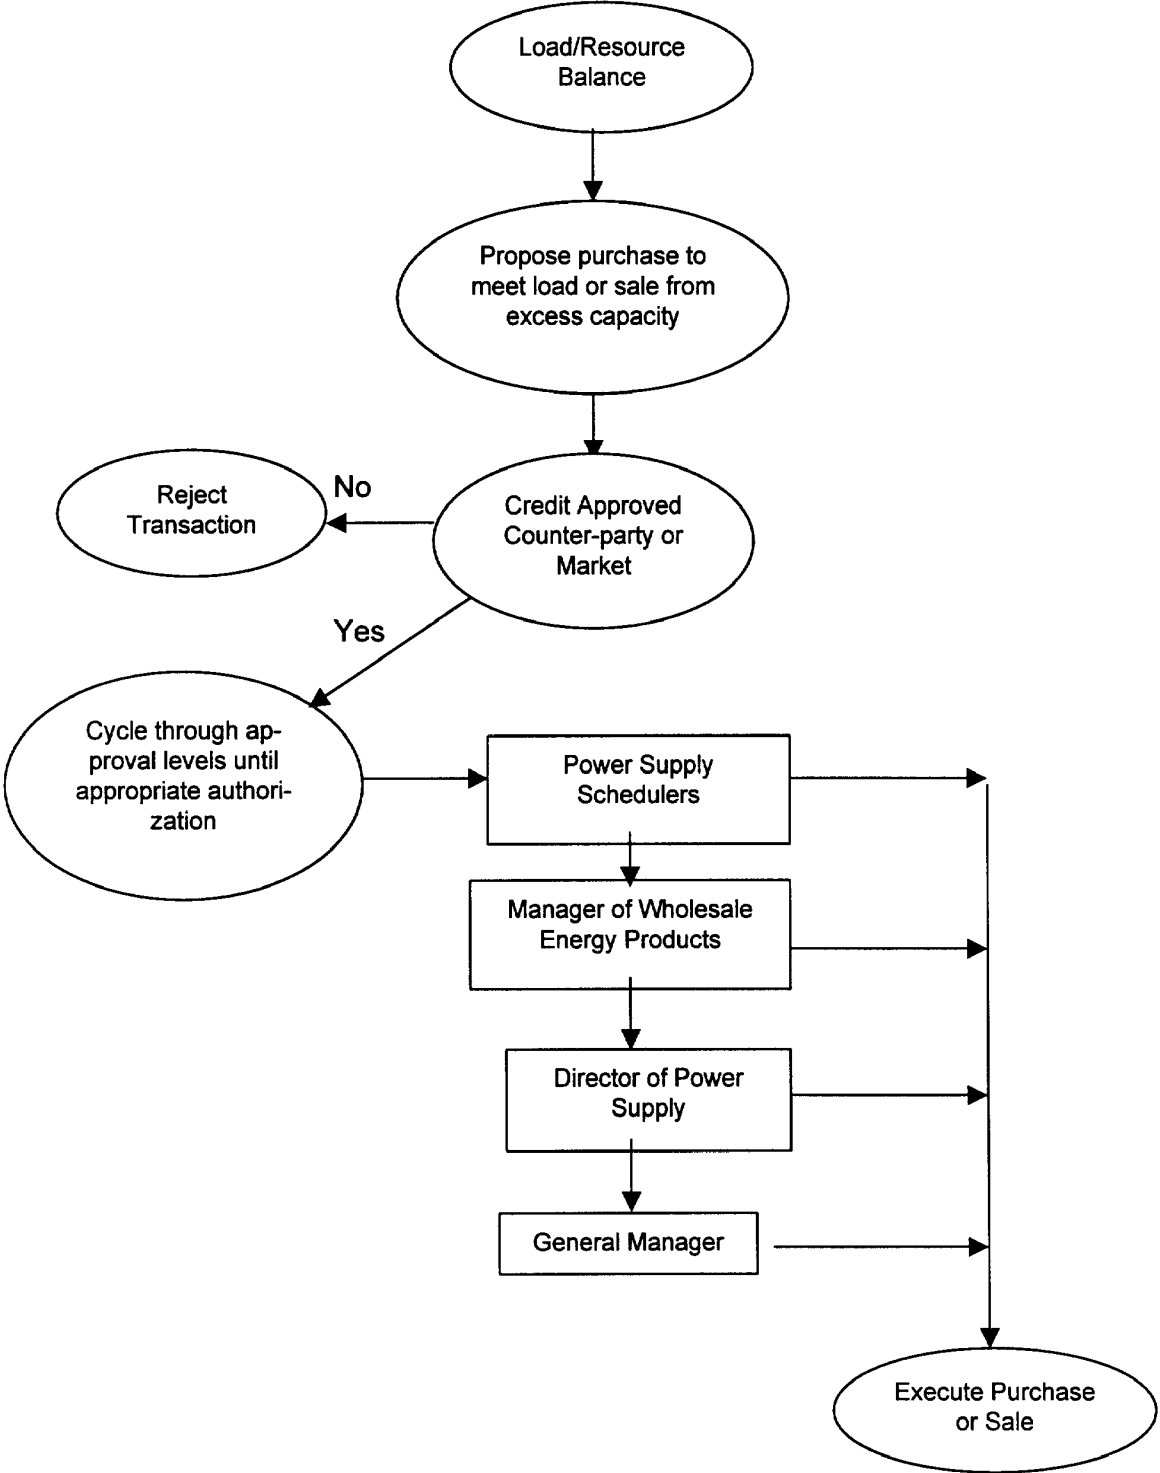 Load/Resource
Balance
Propose purchase to
meet load or sale from
excess capacity
No
Reject
Transaction
Credit Approved
Counter-party or
Market
Yes
Cycle through ap-
proval levels until
appropriate authori-
zation
Power Supply
Schedulers
Manager of Wholesale
Energy Products
Director of Power
Supply
General Manager
Execute Purchase
or Sale